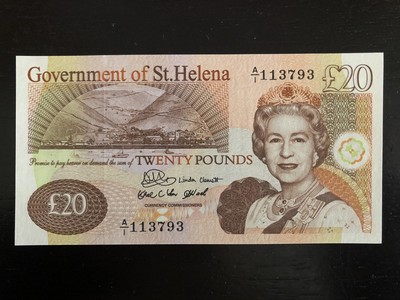 Government of St.Helena
A/1 113793
£20
Promise to pay bearer on demand the sum of
TWENTY POUNDS
£20
CURRENCY COMMISSIONERS
A/1 113793